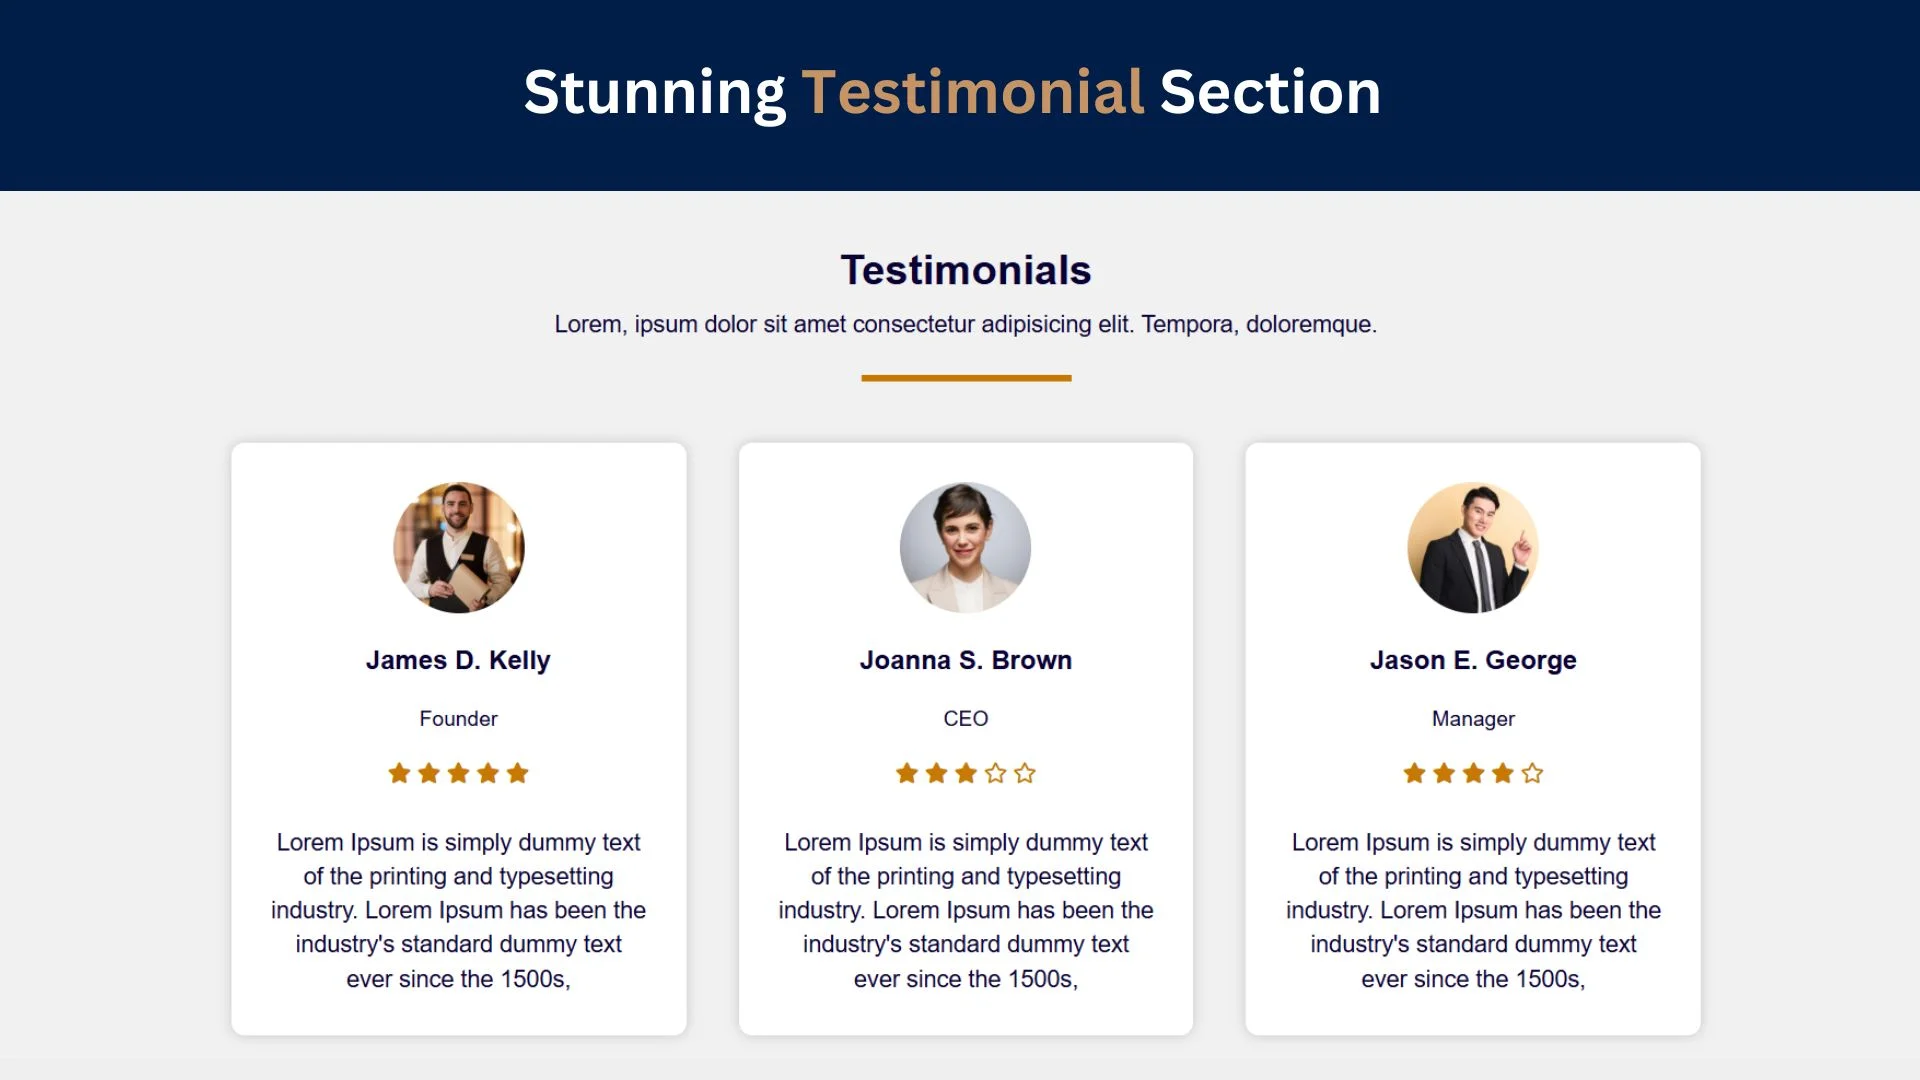 Stunning Testimonial Section
Testimonials
Lorem, ipsum dolor sit amet consectetur adipisicing elit. Tempora, doloremque.
James D. Kelly
Founder
Lorem Ipsum is simply dummy text
of the printing and typesetting
industry. Lorem Ipsum has been the
industry's standard dummy text
ever since the 1500s,
Joanna S. Brown
CEO
Lorem Ipsum is simply dummy text
of the printing and typesetting
industry. Lorem Ipsum has been the
industry's standard dummy text
ever since the 1500s,
Jason E. George
Manager
Lorem Ipsum is simply dummy text
of the printing and typesetting
industry. Lorem Ipsum has been the
industry's standard dummy text
ever since the 1500s,